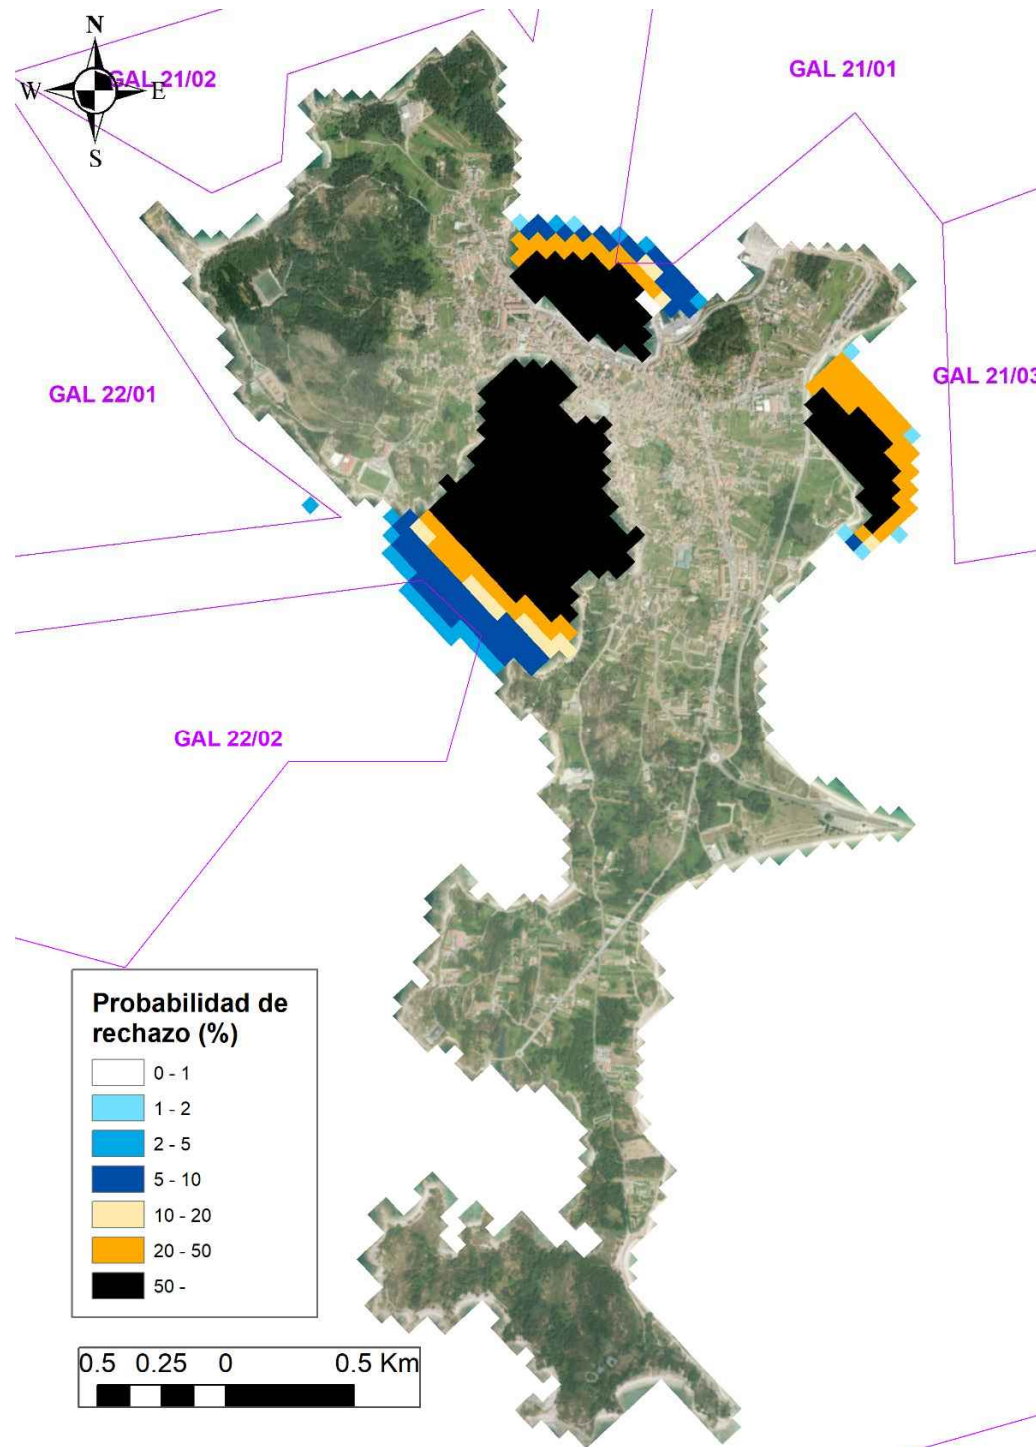 N
GAL 21/02
W
E
S
GAL 21/01
GAL 22/01
GAL 21/03
GAL 22/02
Probabilidad de
rechazo (%)
0 - 1
1 - 2
2 - 5
5 - 10
10 - 20
20 - 50
50 -
0.5 0.25 0 0.5 Km